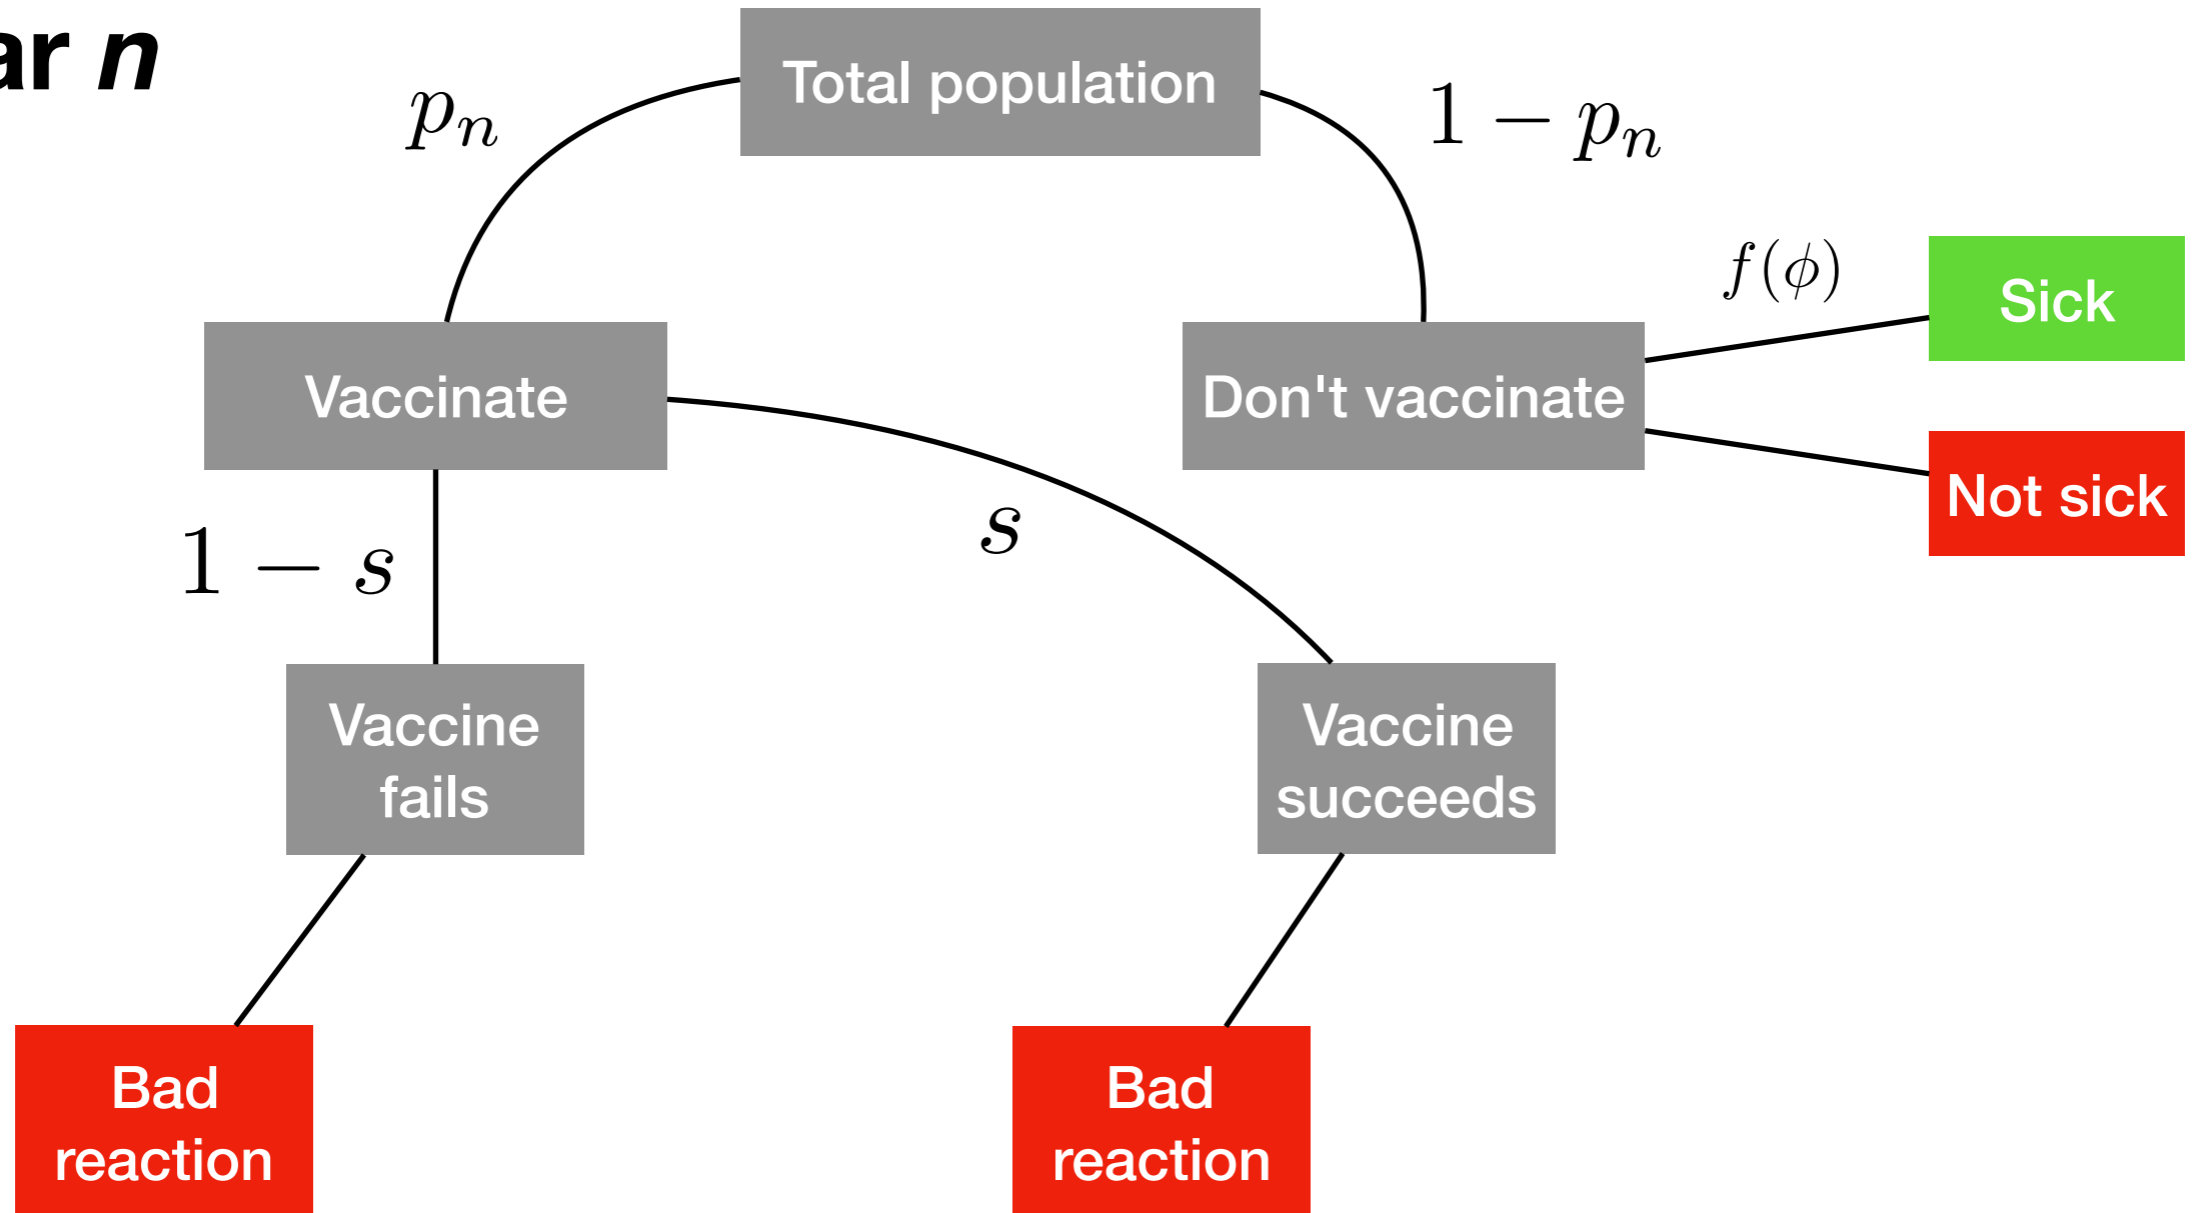 ar n
Total population
$p_n$
$1 - p_n$
$f(\phi)$
Sick
Vaccinate
Don't vaccinate
Not sick
$1 - s$
$s$
Vaccine
fails
Vaccine
succeeds
Bad
reaction
Bad
reaction